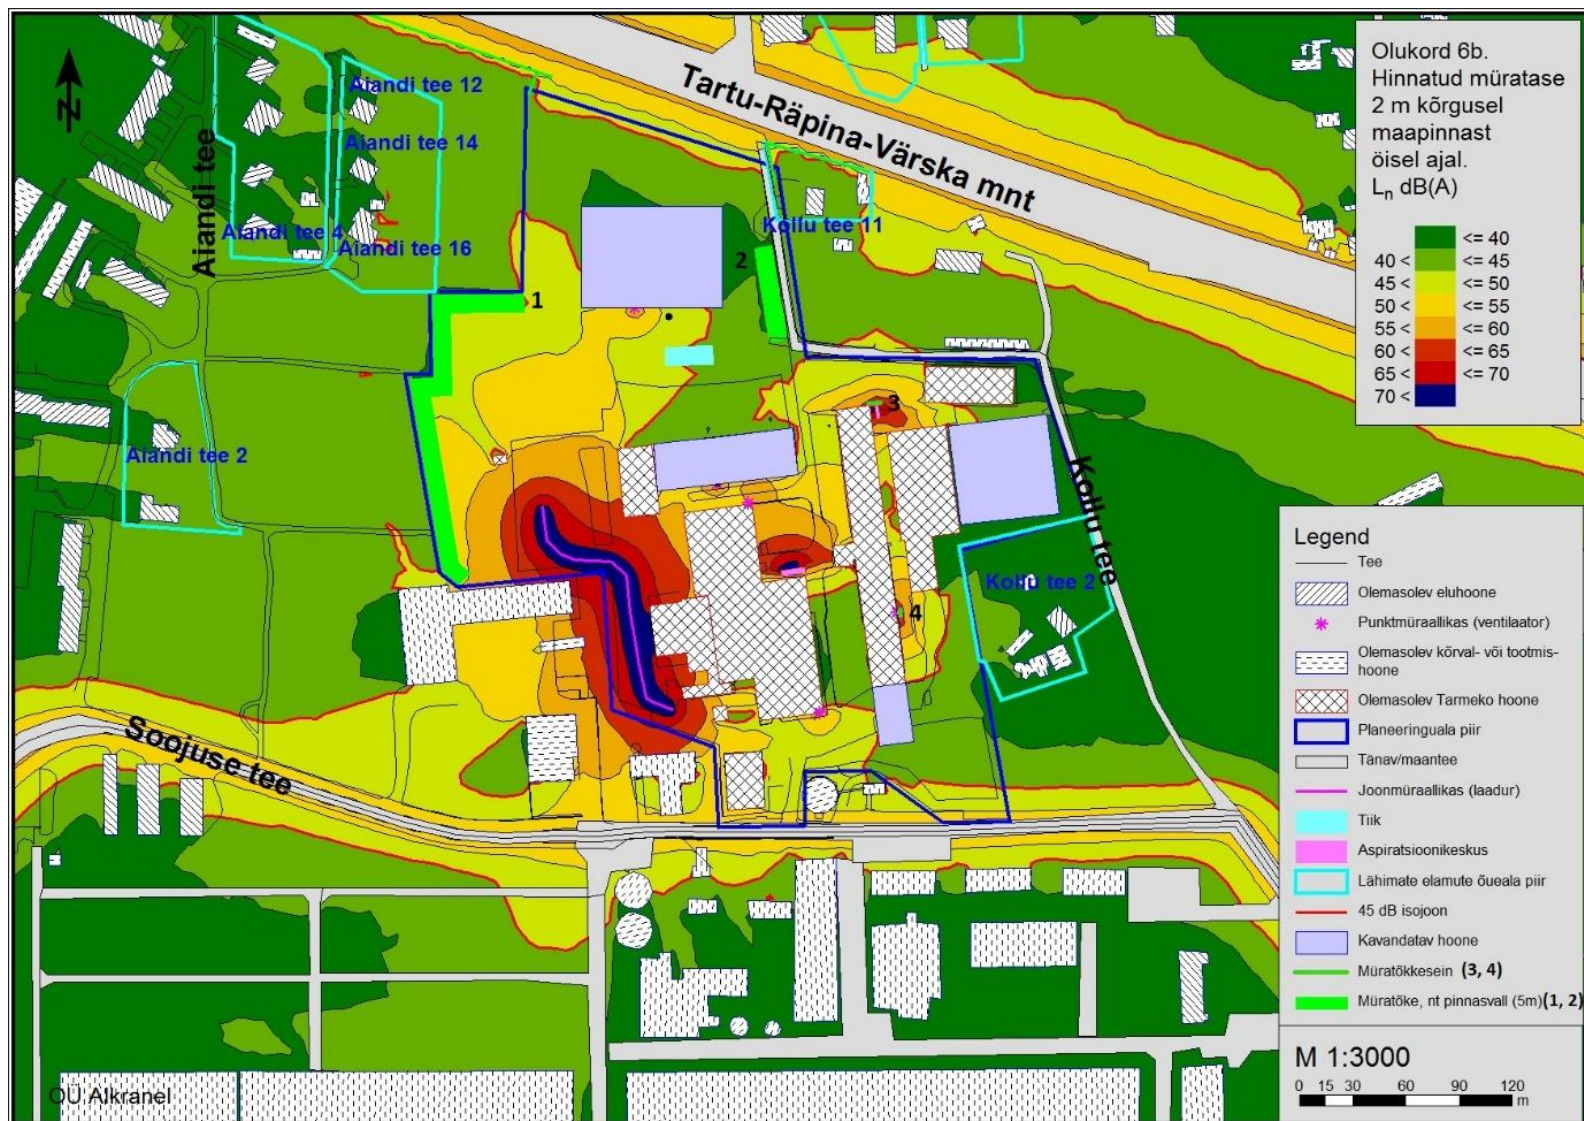 Olukord 6b.
Hinnatud müratase
2 m kõrgusel
maapinnast
öisel ajal.
Ln dB(A)
<= 40
40 < <= 45
45 < <= 50
50 < <= 55
55 < <= 60
60 < <= 65
65 < <= 70
70 <
N
Aiandi tee
Aiandi tee 12
Aiandi tee 14
Aiandi tee 4
Aiandi tee 16
Aiandi tee 2
Tartu-Räpina-Värska mnt
Kollu tee 11
1
2
3
4
Kollu tee
Kollu tee 2
Soojuse tee
Legend
Tee
Olemasolev eluhoone
Punktmüraallikas (ventilaator)
Olemasolev kõrval- või tootmis-
hoone
Olemasolev Tarmeko hoone
Planeeringuala piir
Tänav/maantee
Joonmüraallikas (laadur)
Tiik
Aspiratsioonikeskus
Lähimate elamute õueala piir
45 dB isojoon
Kavandatav hoone
Müratõkkesein (3, 4)
Müratõke, nt pinnasvall (5m)(1, 2)
M 1:3000
0 15 30 60 90 120
m
OÜ Alkranel